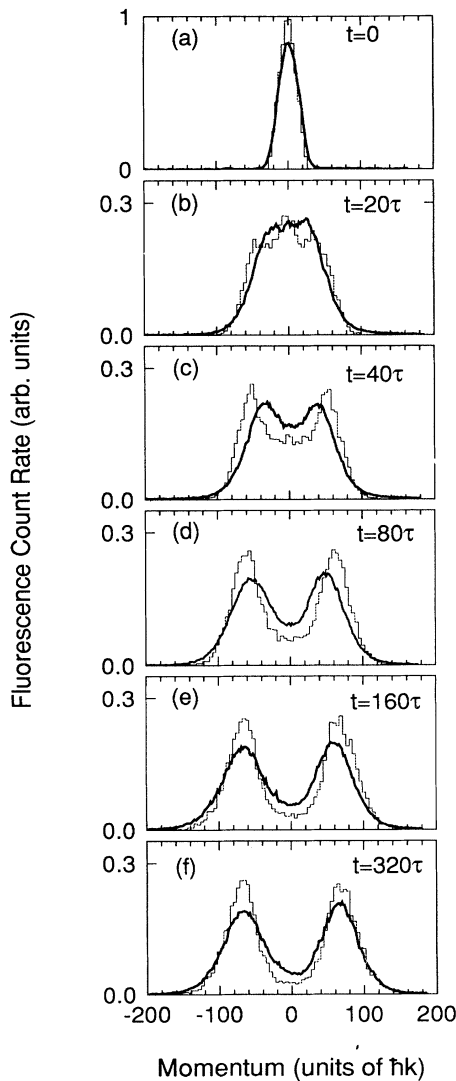 1
(a)
t=0
0
0.3
(b)
t=20τ
0.0
0.3
(c)
t=40τ
0.0
0.3
(d)
t=80τ
0.0
0.3
(e)
t=160τ
0.0
0.3
(f)
t=320τ
0.0
-200 -100 0 100 200
Momentum (units of ħk)
Fluorescence Count Rate (arb. units)